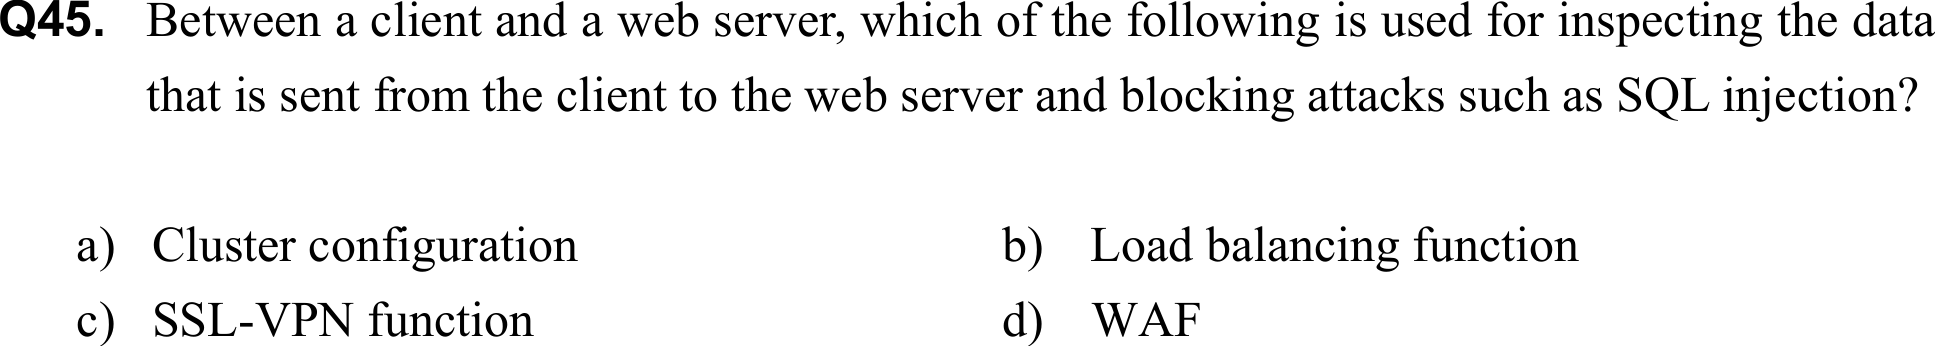 Q45. Between a client and a web server, which of the following is used for inspecting the data
that is sent from the client to the web server and blocking attacks such as SQL injection?
a) Cluster configuration b) Load balancing function
c) SSL-VPN function d) WAF